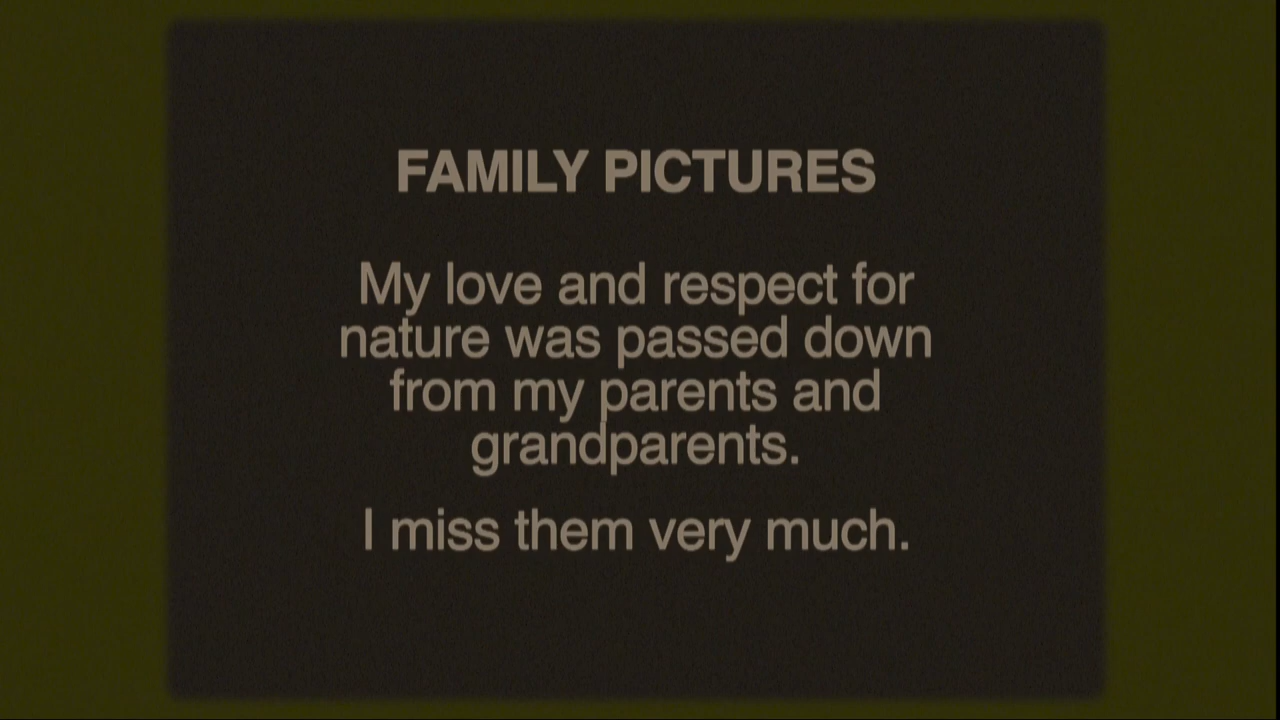 FAMILY PICTURES
My love and respect for
nature was passed down
from my parents and
grandparents.
I miss them very much.